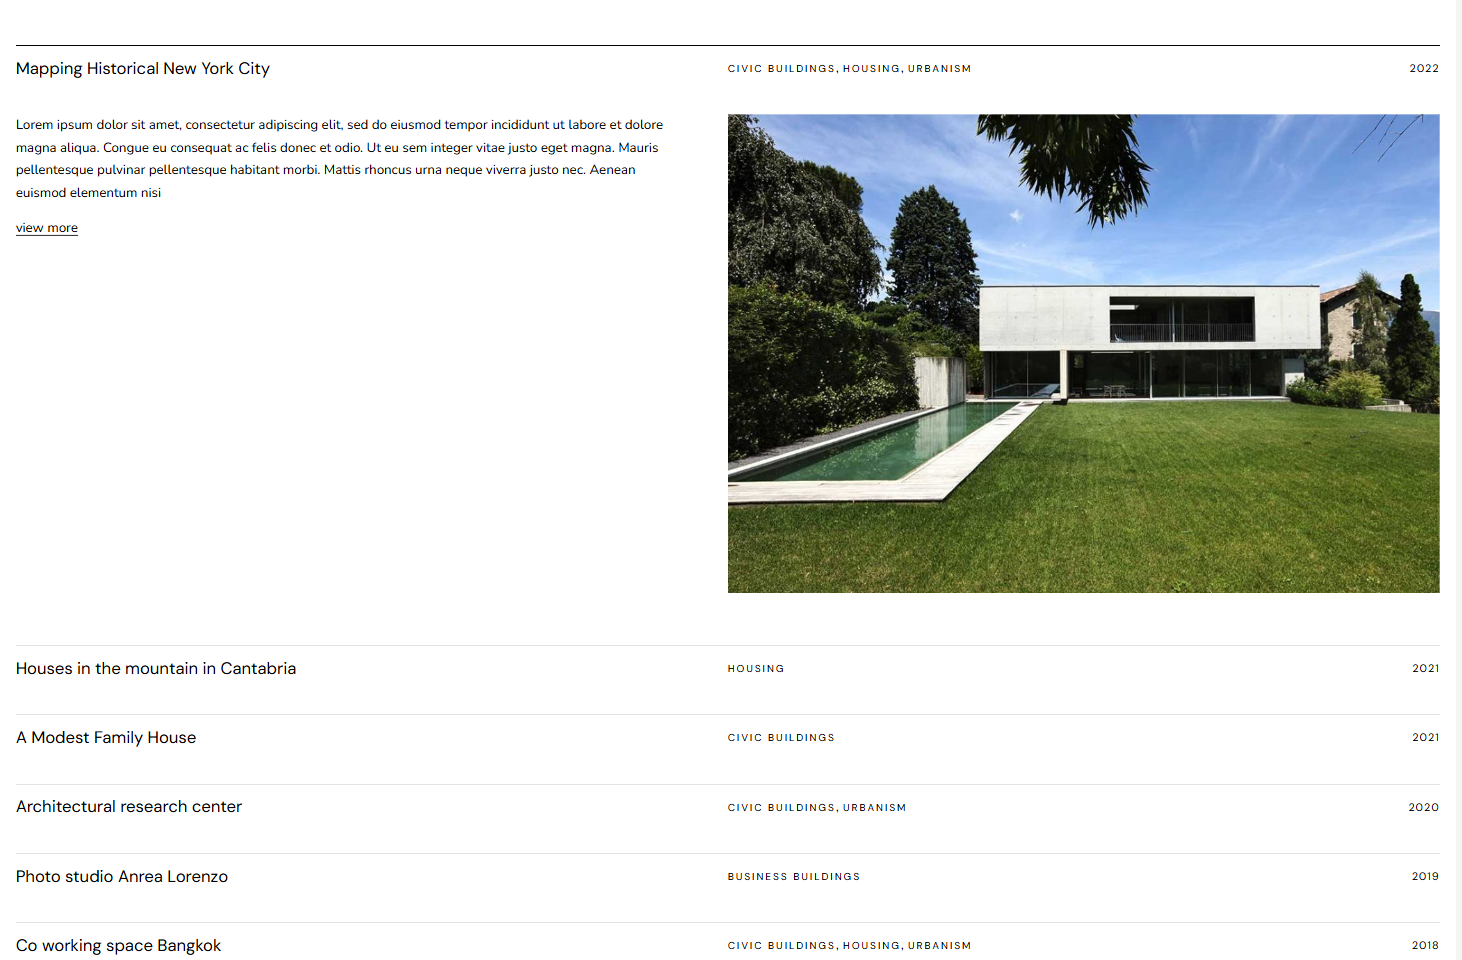 Mapping Historical New York City CIVIC BUILDINGS, HOUSING, URBANISM 2022
Lorem ipsum dolor sit amet, consectetur adipiscing elit, sed do eiusmod tempor incididunt ut labore et dolore
magna aliqua. Congue eu consequat ac felis donec et odio. Ut eu sem integer vitae justo eget magna. Mauris
pellentesque pulvinar pellentesque habitant morbi. Mattis rhoncus urna neque viverra justo nec. Aenean
euismod elementum nisi
view more
Houses in the mountain in Cantabria HOUSING 2021
A Modest Family House CIVIC BUILDINGS 2021
Architectural research center CIVIC BUILDINGS, URBANISM 2020
Photo studio Anrea Lorenzo BUSINESS BUILDINGS 2019
Co working space Bangkok CIVIC BUILDINGS, HOUSING, URBANISM 2018